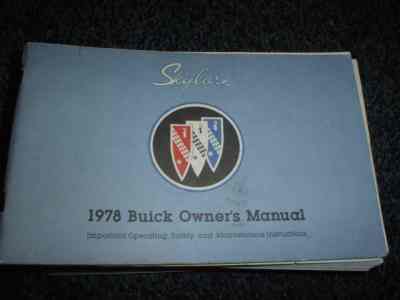 Skylark
1978 Buick Owner's Manual
Important Operating, Safety and Maintenance Instructions